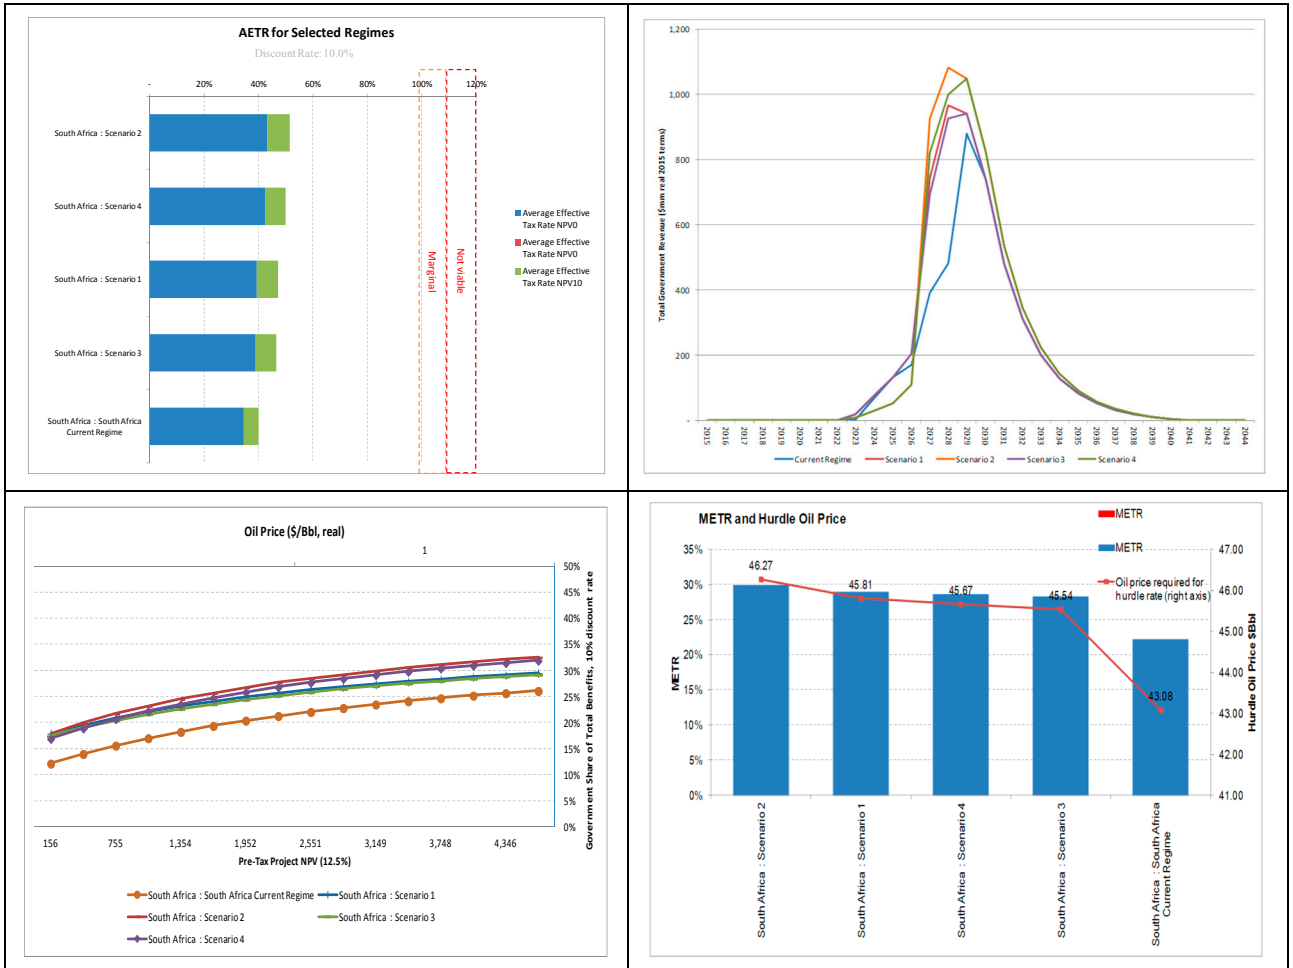 AETR for Selected Regimes
Discount Rate: 10.0%
- 20% 40% 60% 80% 100% 120%
South Africa : Scenario 2
South Africa : Scenario 4
South Africa : Scenario 1
South Africa : Scenario 3
South Africa : South Africa
Current Regime
Marginal
Not viable
Average Effective
Tax Rate NPV0
Average Effective
Tax Rate NPV0
Average Effective
Tax Rate NPV10
Total Government Revenue ($mm real 2015 terms)
1,200
1,000
800
600
400
200
-
2015 2016 2017 2018 2019 2020 2021 2022 2023 2024 2025 2026 2027 2028 2029 2030 2031 2032 2033 2034 2035 2036 2037 2038 2039 2040 2041 2042 2043 2044
Current Regime Scenario 1 Scenario 2 Scenario 3 Scenario 4
Oil Price ($/Bbl, real)
1
50%
45%
40%
35%
30%
25%
20%
15%
10%
5%
0%
Government Share of Total Benefits, 10% discount rate
156 755 1,354 1,952 2,551 3,149 3,748 4,346
Pre-Tax Project NPV (12.5%)
South Africa : South Africa Current Regime South Africa : Scenario 1
South Africa : Scenario 2 South Africa : Scenario 3
South Africa : Scenario 4
METR and Hurdle Oil Price
METR
METR
Oil price required for
hurdle rate (right axis)
METR
35%
30%
25%
20%
15%
10%
5%
0%
46.27
45.81
45.67
45.54
43.08
47.00
46.00
45.00
44.00
43.00
42.00
41.00
Hurdle Oil Price $Bbl
South Africa : Scenario 2
South Africa : Scenario 1
South Africa : Scenario 4
South Africa : Scenario 3
South Africa : South Africa
Current Regime